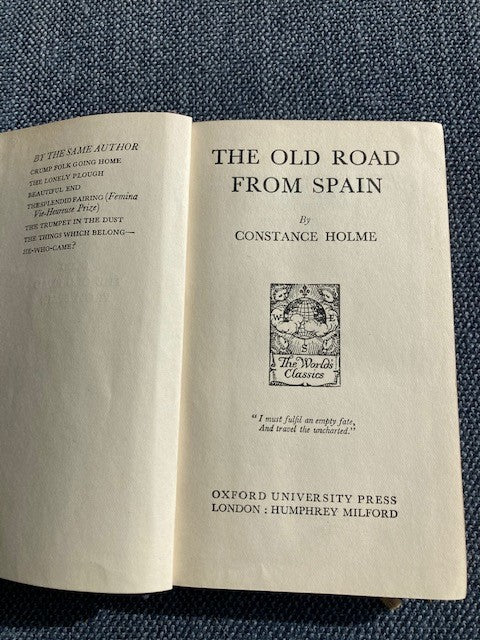 BY THE SAME AUTHOR
CRUMP FOLK GOING HOME
THE LONELY PLOUGH
BEAUTIFUL END
THE SPLENDID FAIRING (Femina
Vie-Heureuse Prize)
THE TRUMPET IN THE DUST
THE THINGS WHICH BELONG—
HE-WHO-CAME?
THE OLD ROAD
FROM SPAIN
By
CONSTANCE HOLME
W E
S
The World's
Classics
"I must fulfil an empty fate,
And travel the uncharted."
OXFORD UNIVERSITY PRESS
LONDON : HUMPHREY MILFORD